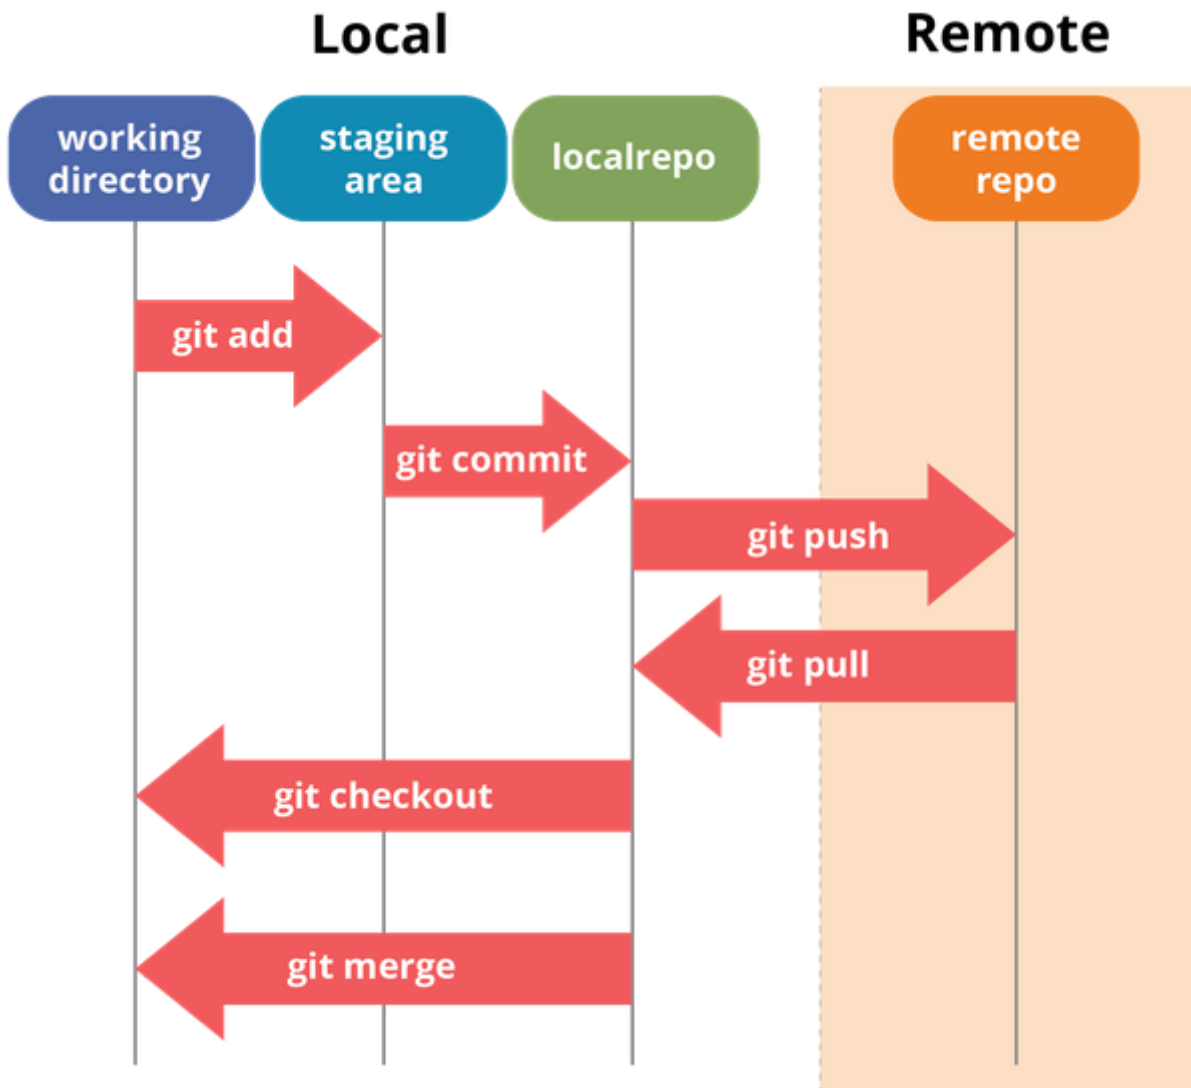 Local
Remote
working
directory
staging
area
localrepo
remote
repo
git add
git commit
git push
git pull
git checkout
git merge